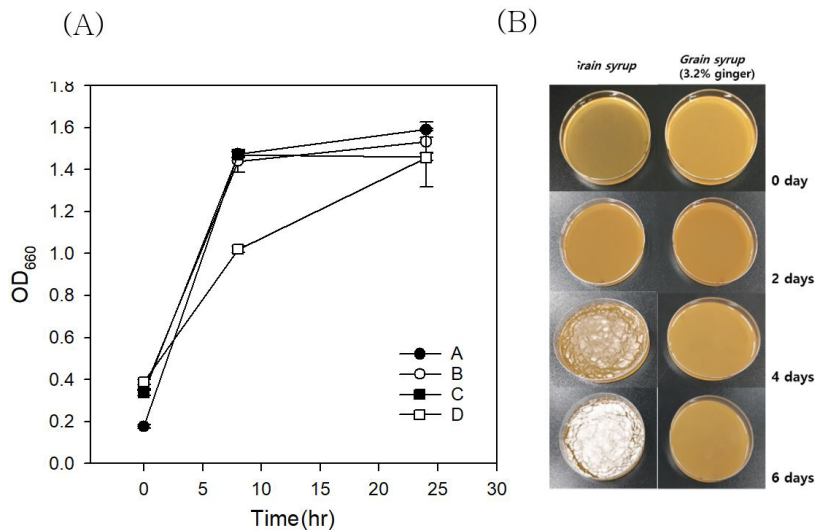 (A)
(B)
1.8
1.6
1.4
1.2
1.0
0.8
0.6
0.4
0.2
0.0
OD660
0
5
10
15
20
25
30
Time(hr)
A
B
C
D
rain syrup
Grain syrup
(3.2% ginger)
0 day
2 days
4 days
6 days